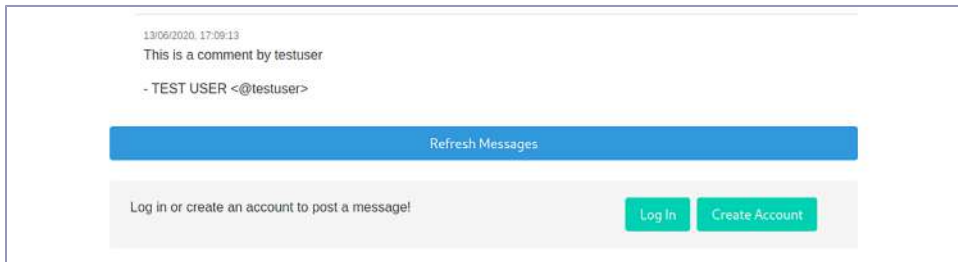 13/06/2020, 17:09:13
This is a comment by testuser
- TEST USER <@testuser>
Refresh Messages
Log in or create an account to post a message!
Log In
Create Account